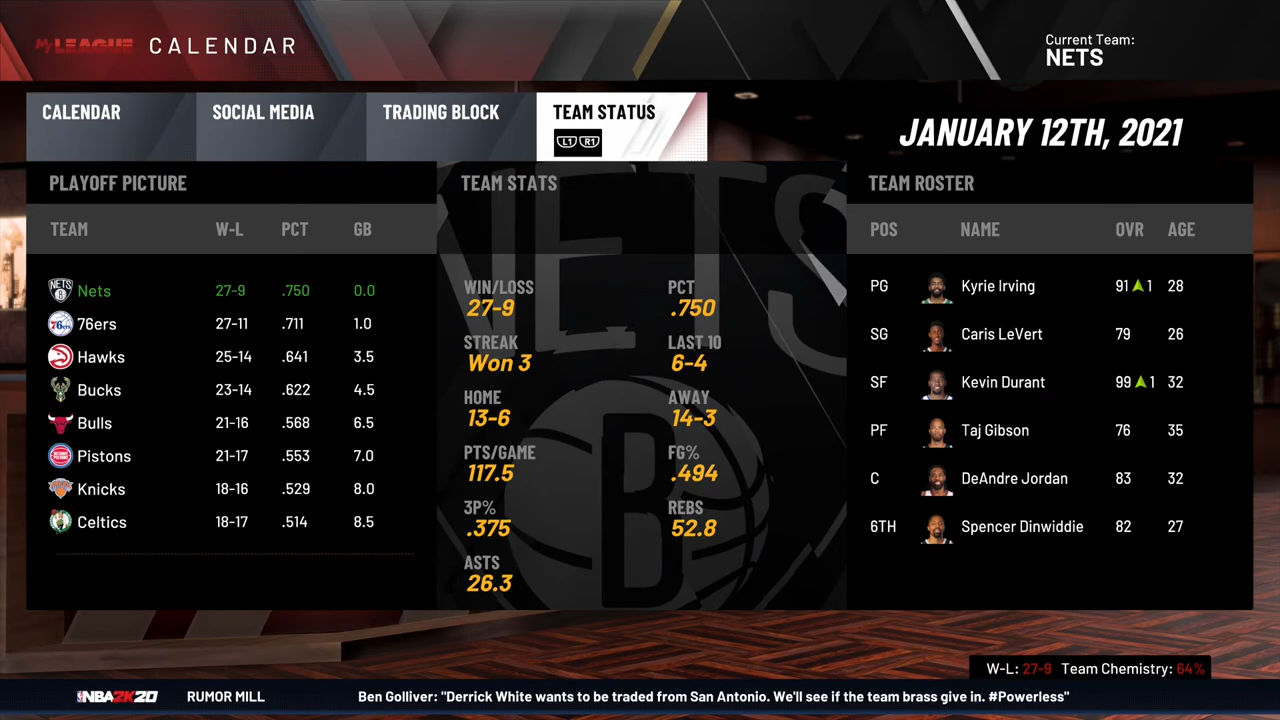 MyLEAGUE CALENDAR
Current Team:
NETS
CALENDAR
SOCIAL MEDIA
TRADING BLOCK
TEAM STATUS
L1 R1
JANUARY 12TH, 2021
PLAYOFF PICTURE
TEAM W-L PCT GB
NETS Nets 27-9 .750 0.0
76ers 76ers 27-11 .711 1.0
Hawks 25-14 .641 3.5
Bucks 23-14 .622 4.5
Bulls 21-16 .568 6.5
Pistons 21-17 .553 7.0
Knicks 18-16 .529 8.0
Celtics 18-17 .514 8.5
TEAM STATS
NETS
B
WIN/LOSS PCT
27-9 .750
STREAK LAST 10
Won 3 6-4
HOME AWAY
13-6 14-3
PTS/GAME FG%
117.5 .494
3P% REBS
.375 52.8
ASTS
26.3
TEAM ROSTER
POS NAME OVR AGE
PG Kyrie Irving 91 1 28
SG Caris LeVert 79 26
SF Kevin Durant 99 1 32
PF Taj Gibson 76 35
C DeAndre Jordan 83 32
6TH Spencer Dinwiddie 82 27
W-L: 27-9 Team Chemistry: 64%
NBA2K20 RUMOR MILL Ben Golliver: "Derrick White wants to be traded from San Antonio. We'll see if the team brass give in. #Powerless"